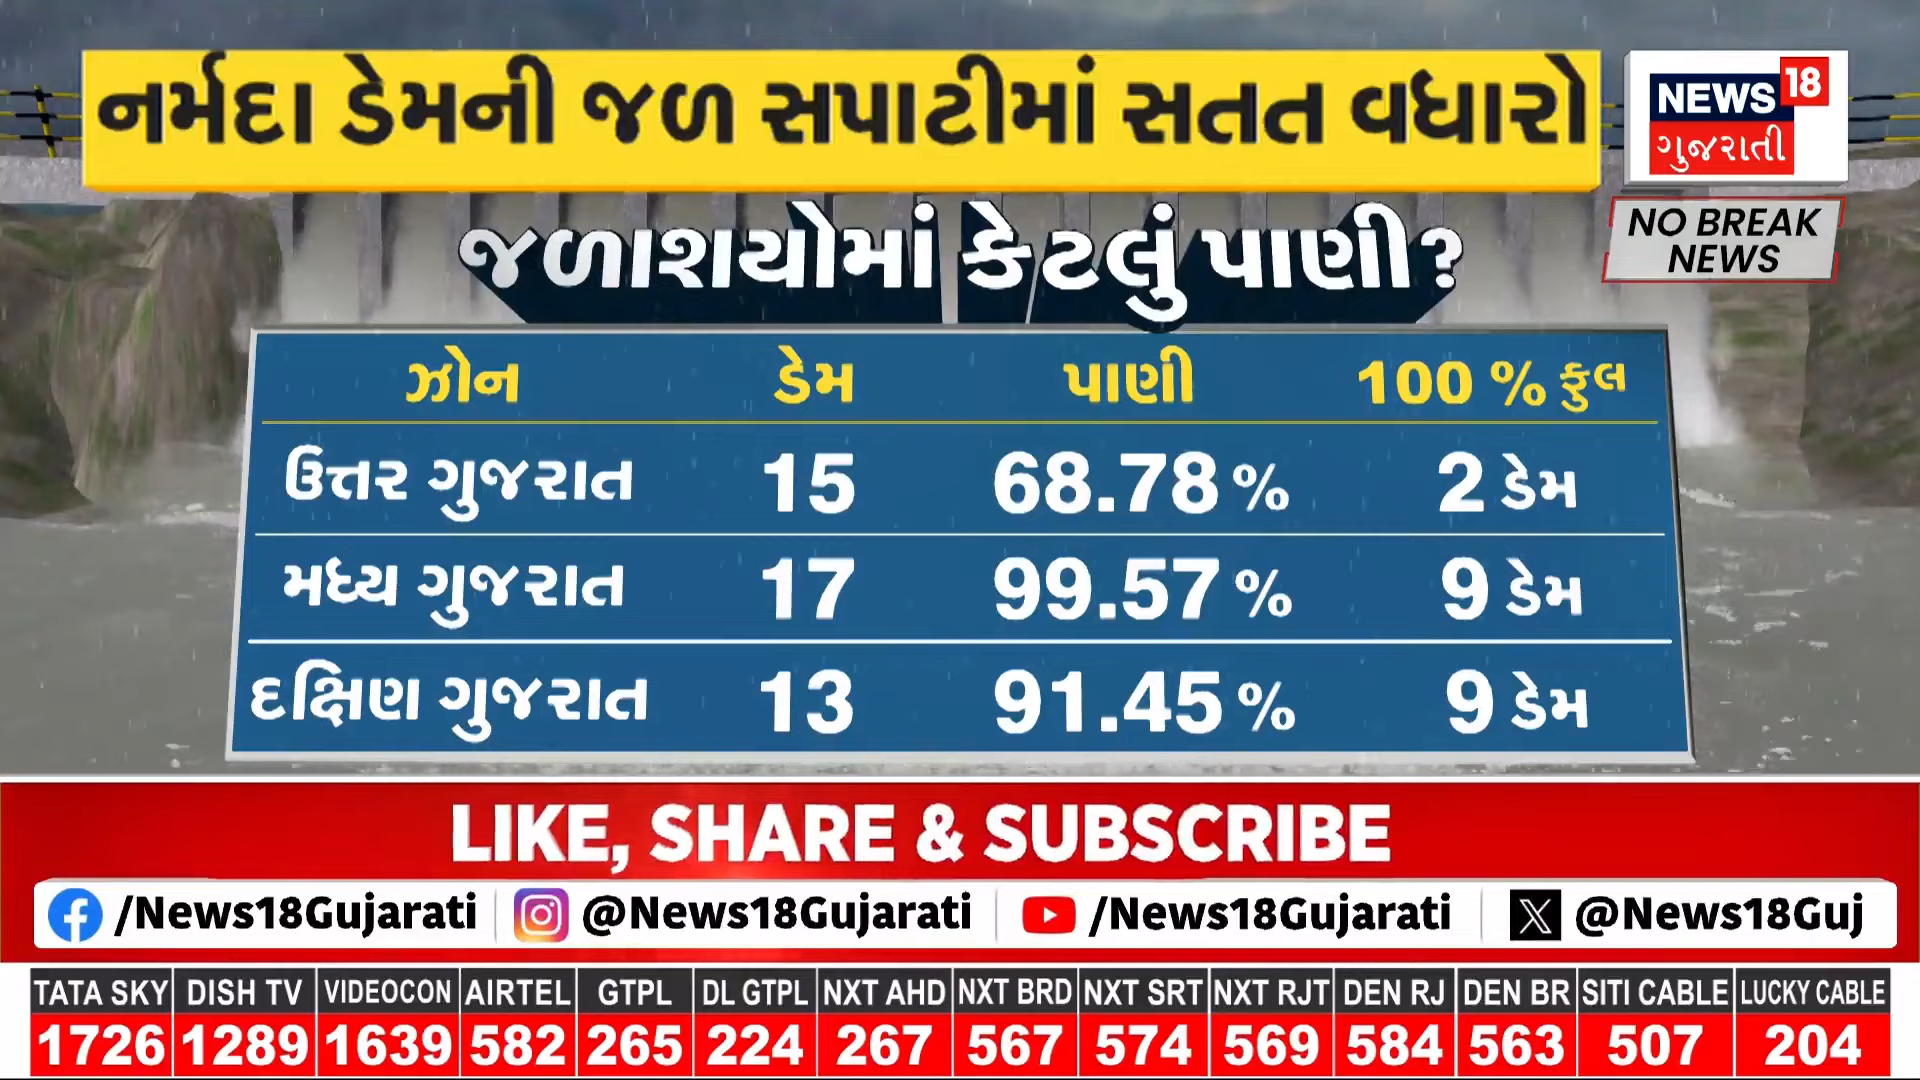 નર્મદા ડેમની જળ સપાટીમાં સતત વધારો
NEWS 18
ગુજરાતી
NO BREAK
NEWS
જળાશયોમાં કેટલું પાણી?
ઝોન ડેમ પાણી 100 % ફુલ
ઉત્તર ગુજરાત 15 68.78 % 2 ડેમ
મધ્ય ગુજરાત 17 99.57 % 9 ડેમ
દક્ષિણ ગુજરાત 13 91.45 % 9 ડેમ
LIKE, SHARE & SUBSCRIBE
/News18Gujarati @News18Gujarati /News18Gujarati @News18Guj
TATA SKY DISH TV VIDEOCON AIRTEL GTPL DL GTPL NXT AHD NXT BRD NXT SRT NXT RJT DEN RJ DEN BR SITI CABLE LUCKY CABLE
1726 1289 1639 582 265 224 267 567 574 569 584 563 507 204